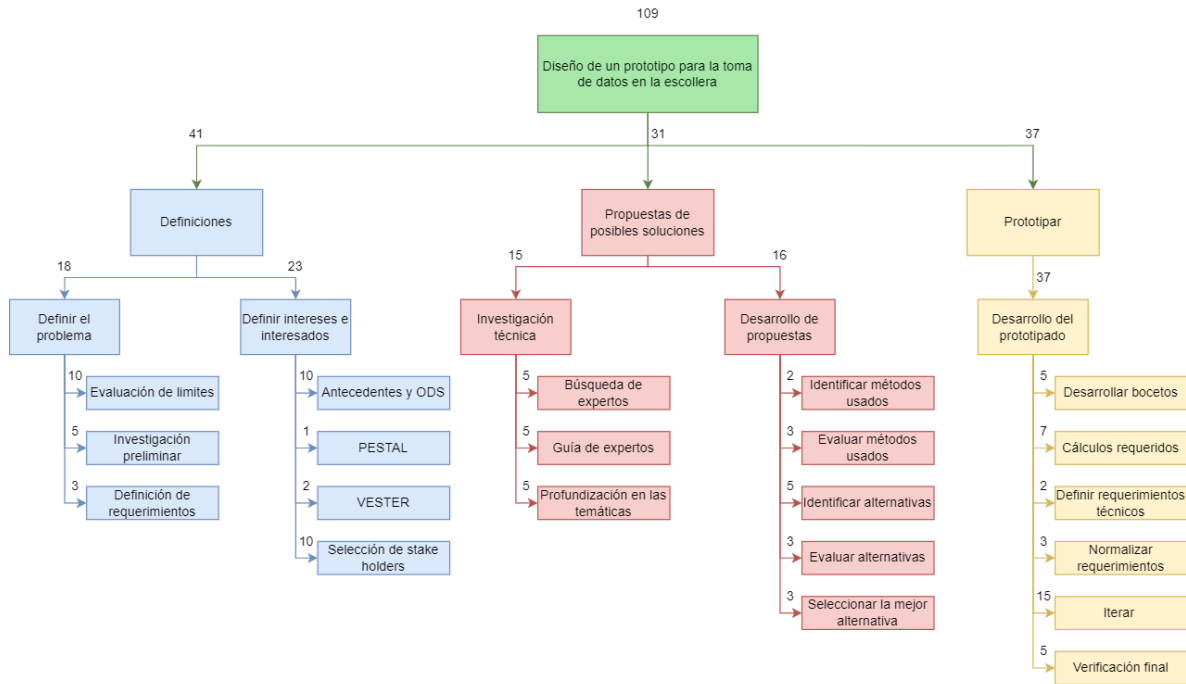 109
Diseño de un prototipo para la toma
de datos en la escollera
41
31
37
Definiciones
Propuestas de
posibles soluciones
Prototipar
18
23
15
16
37
Definir el
problema
Definir intereses e
interesados
Investigación
técnica
Desarrollo de
propuestas
Desarrollo del
prototipado
10
Evaluación de limites
5
Investigación
preliminar
3
Definición de
requerimientos
10
Antecedentes y ODS
1
PESTAL
2
VESTER
10
Selección de stake
holders
5
Búsqueda de
expertos
5
Guía de expertos
5
Profundización en las
temáticas
2
Identificar métodos
usados
3
Evaluar métodos
usados
5
Identificar alternativas
3
Evaluar alternativas
3
Seleccionar la mejor
alternativa
5
Desarrollar bocetos
7
Cálculos requeridos
2
Definir requerimientos
técnicos
3
Normalizar
requerimientos
15
Iterar
5
Verificación final